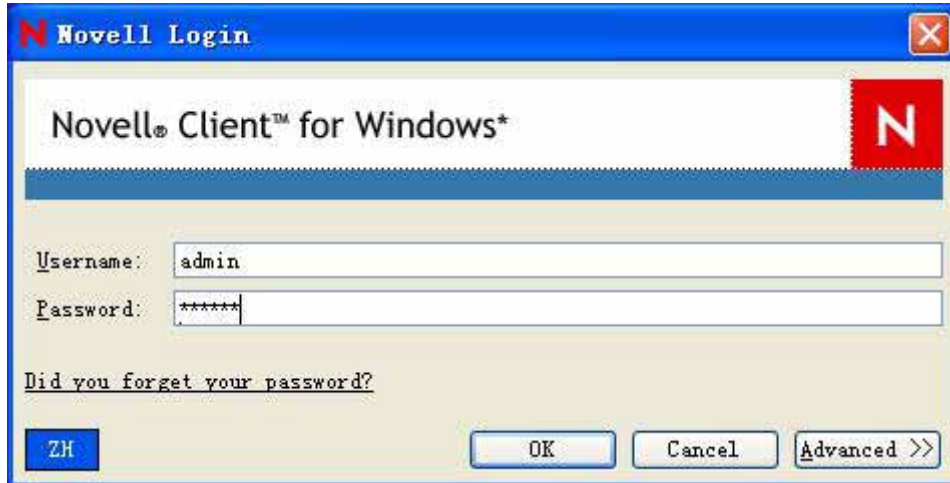 N Novell Login
Novell® Client™ for Windows*
N
Username: admin
Password: ******
Did you forget your password?
ZH OK Cancel Advanced >>